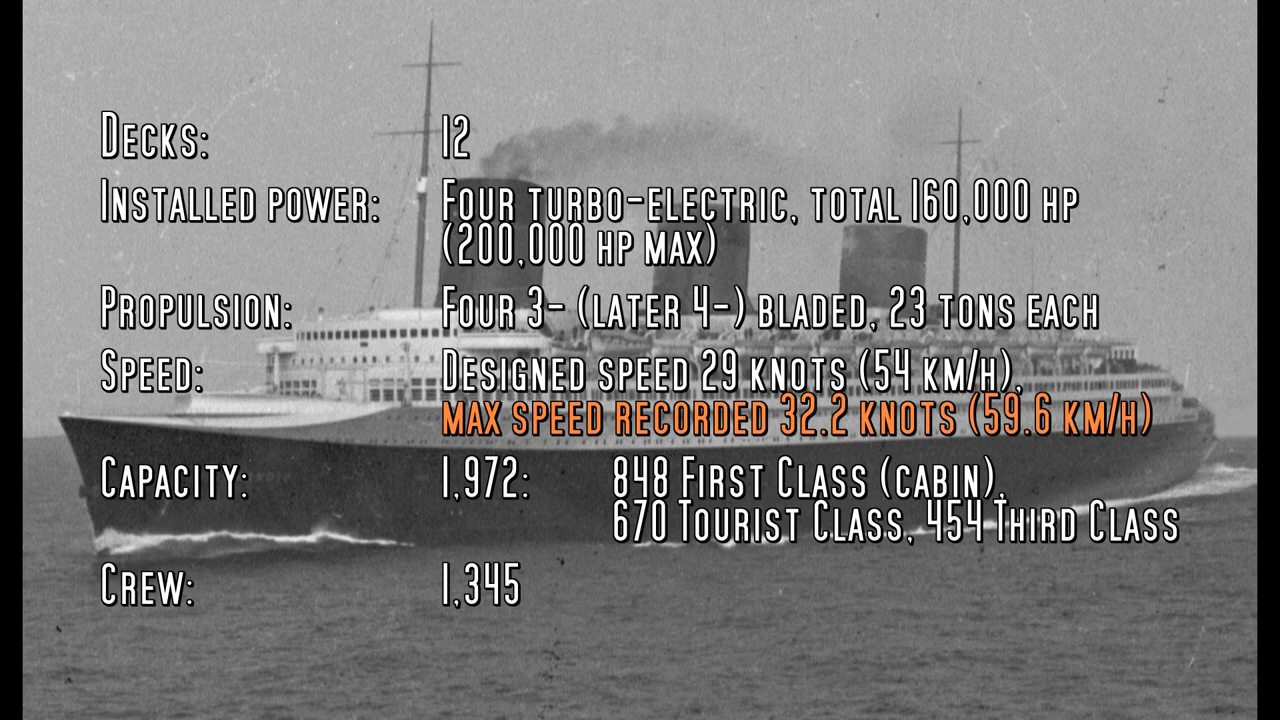 Decks: 12
Installed power: Four turbo-electric, total 160,000 hp
(200,000 hp max)
Propulsion: Four 3- (later 4-) bladed, 23 tons each
Speed: Designed speed 29 knots (54 km/h),
max speed recorded 32.2 knots (59.6 km/h)
Capacity: 1,972: 848 First Class (cabin),
670 Tourist Class, 454 Third Class
Crew: 1,345